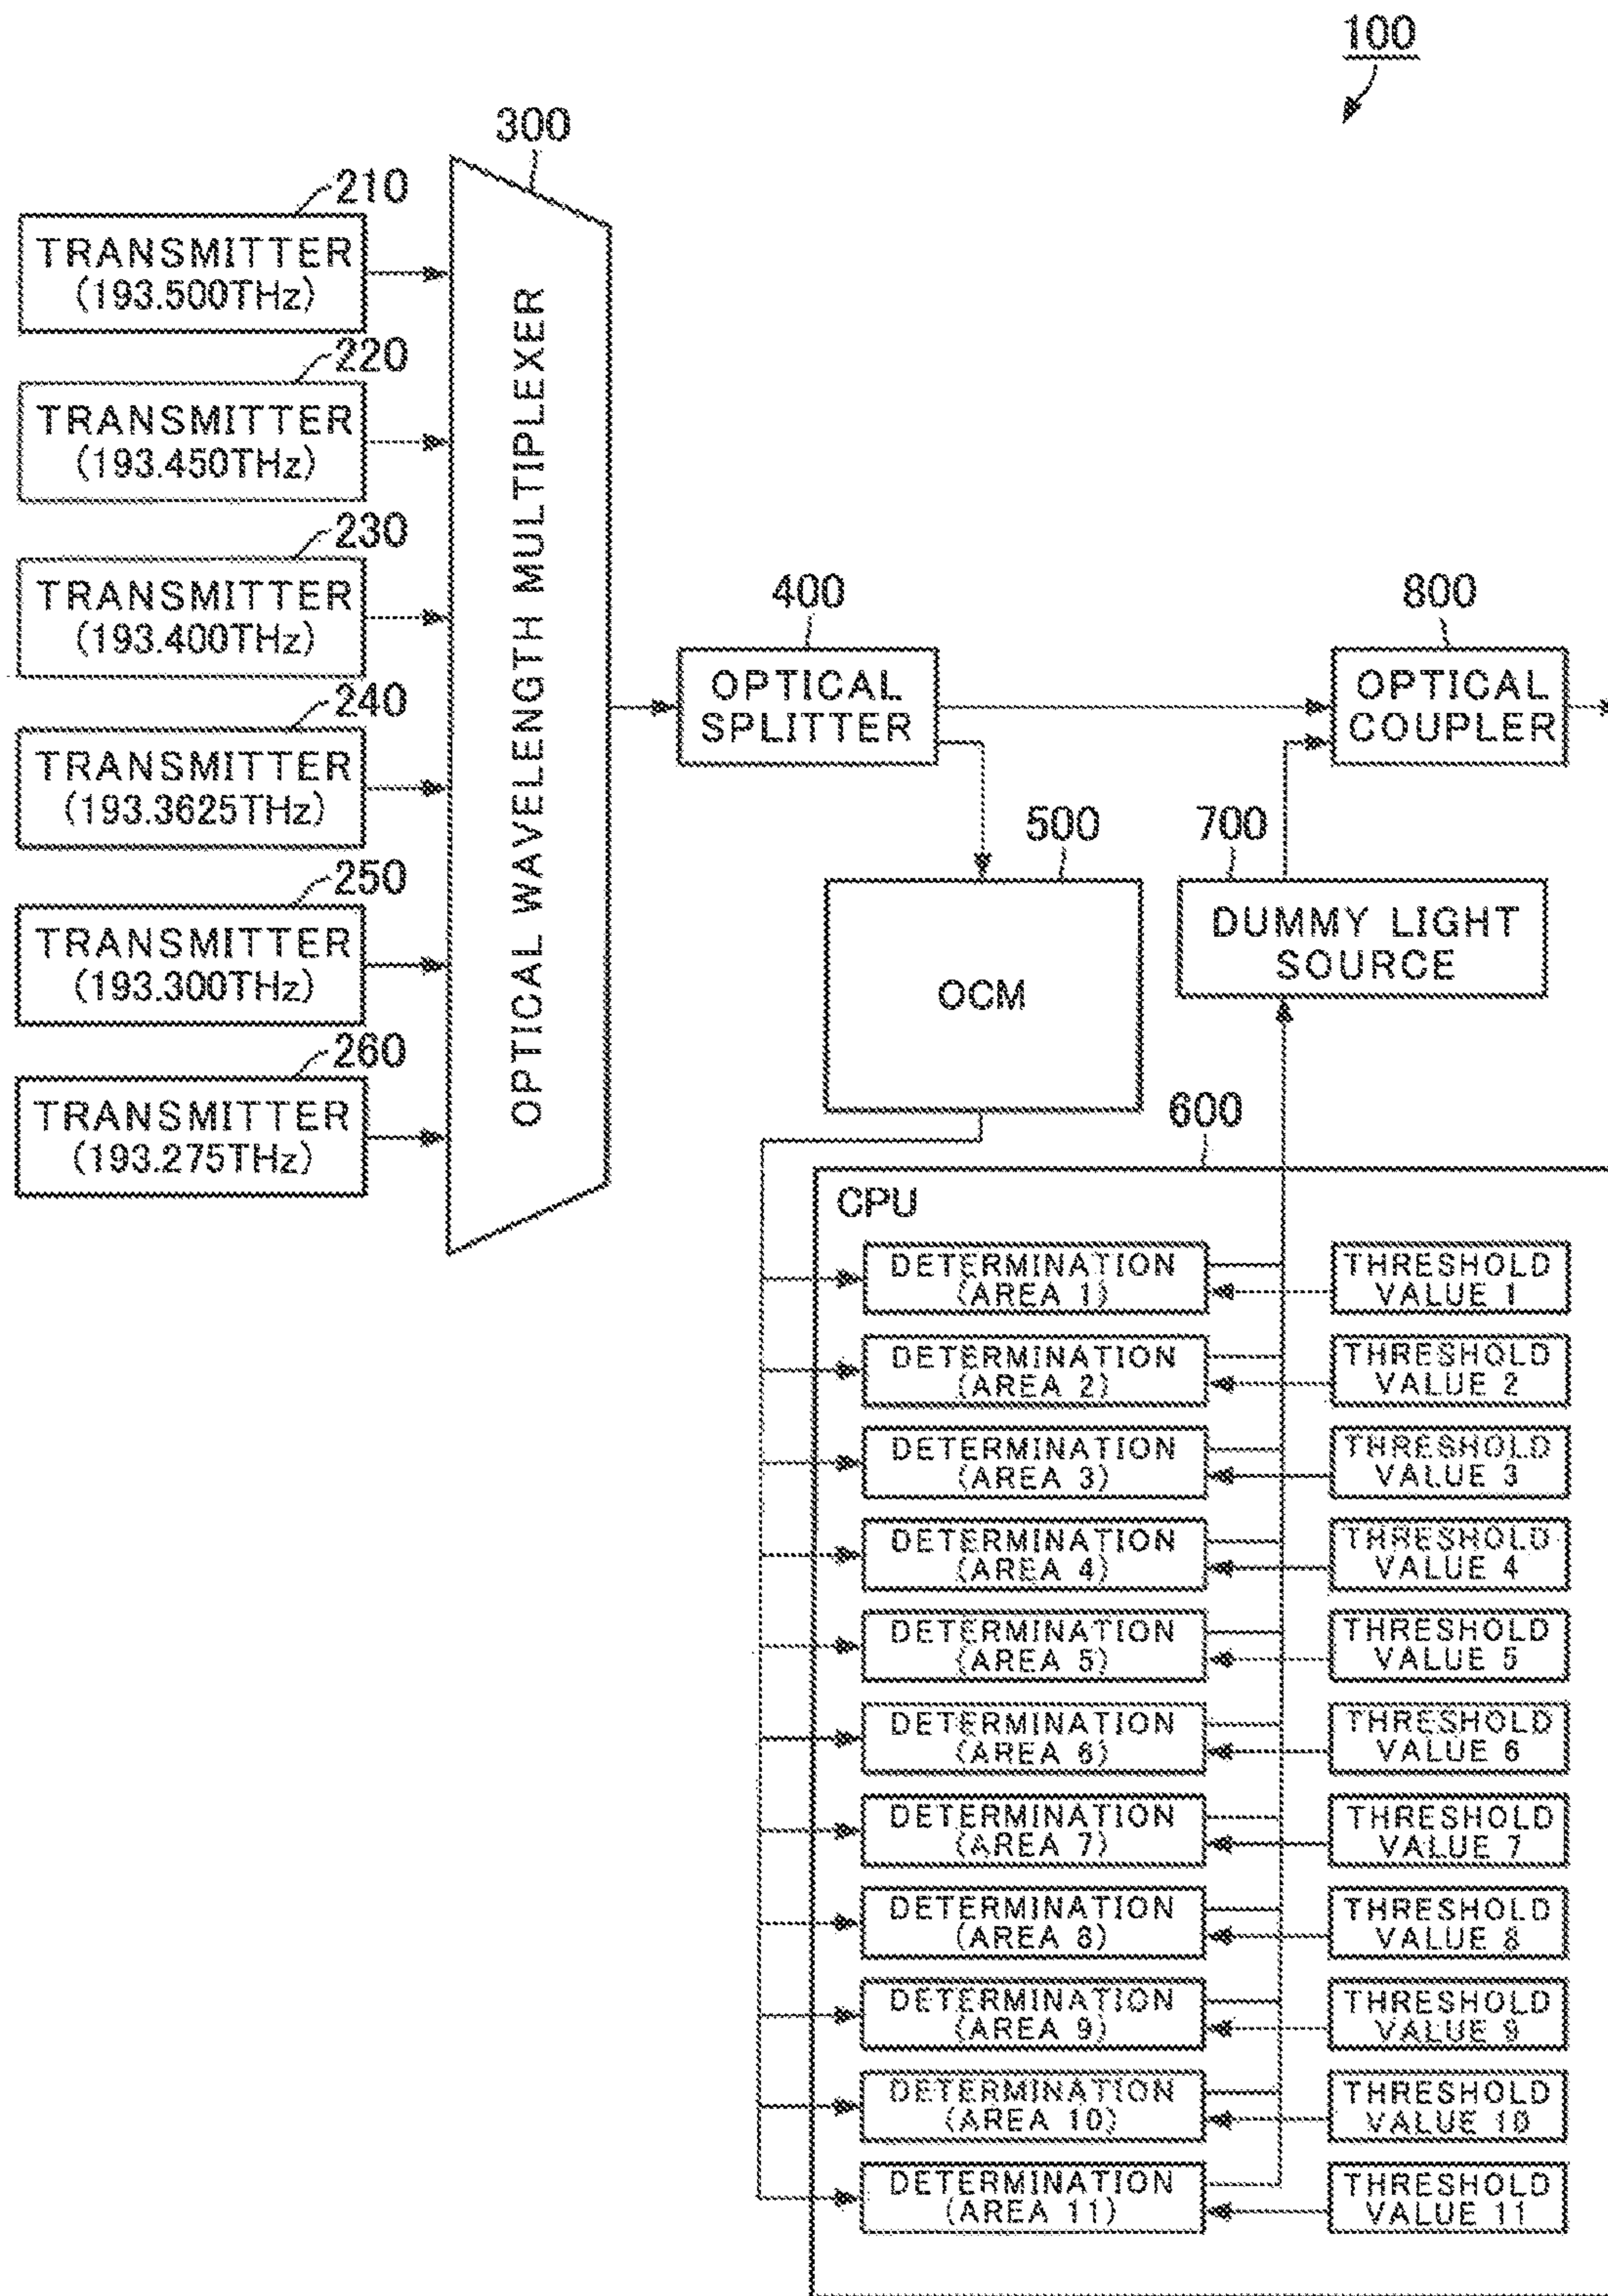 100
300
210
TRANSMITTER
(193.500THz)
220
TRANSMITTER
(193.450THz)
230
TRANSMITTER
(193.400THz)
240
TRANSMITTER
(193.3625THz)
250
TRANSMITTER
(193.300THz)
260
TRANSMITTER
(193.275THz)
OPTICAL WAVELENGTH MULTIPLEXER
400
OPTICAL
SPLITTER
800
OPTICAL
COUPLER
500
OCM
700
DUMMY LIGHT
SOURCE
600
CPU
DETERMINATION
(AREA 1)
THRESHOLD
VALUE 1
DETERMINATION
(AREA 2)
THRESHOLD
VALUE 2
DETERMINATION
(AREA 3)
THRESHOLD
VALUE 3
DETERMINATION
(AREA 4)
THRESHOLD
VALUE 4
DETERMINATION
(AREA 5)
THRESHOLD
VALUE 5
DETERMINATION
(AREA 6)
THRESHOLD
VALUE 6
DETERMINATION
(AREA 7)
THRESHOLD
VALUE 7
DETERMINATION
(AREA 8)
THRESHOLD
VALUE 8
DETERMINATION
(AREA 9)
THRESHOLD
VALUE 9
DETERMINATION
(AREA 10)
THRESHOLD
VALUE 10
DETERMINATION
(AREA 11)
THRESHOLD
VALUE 11